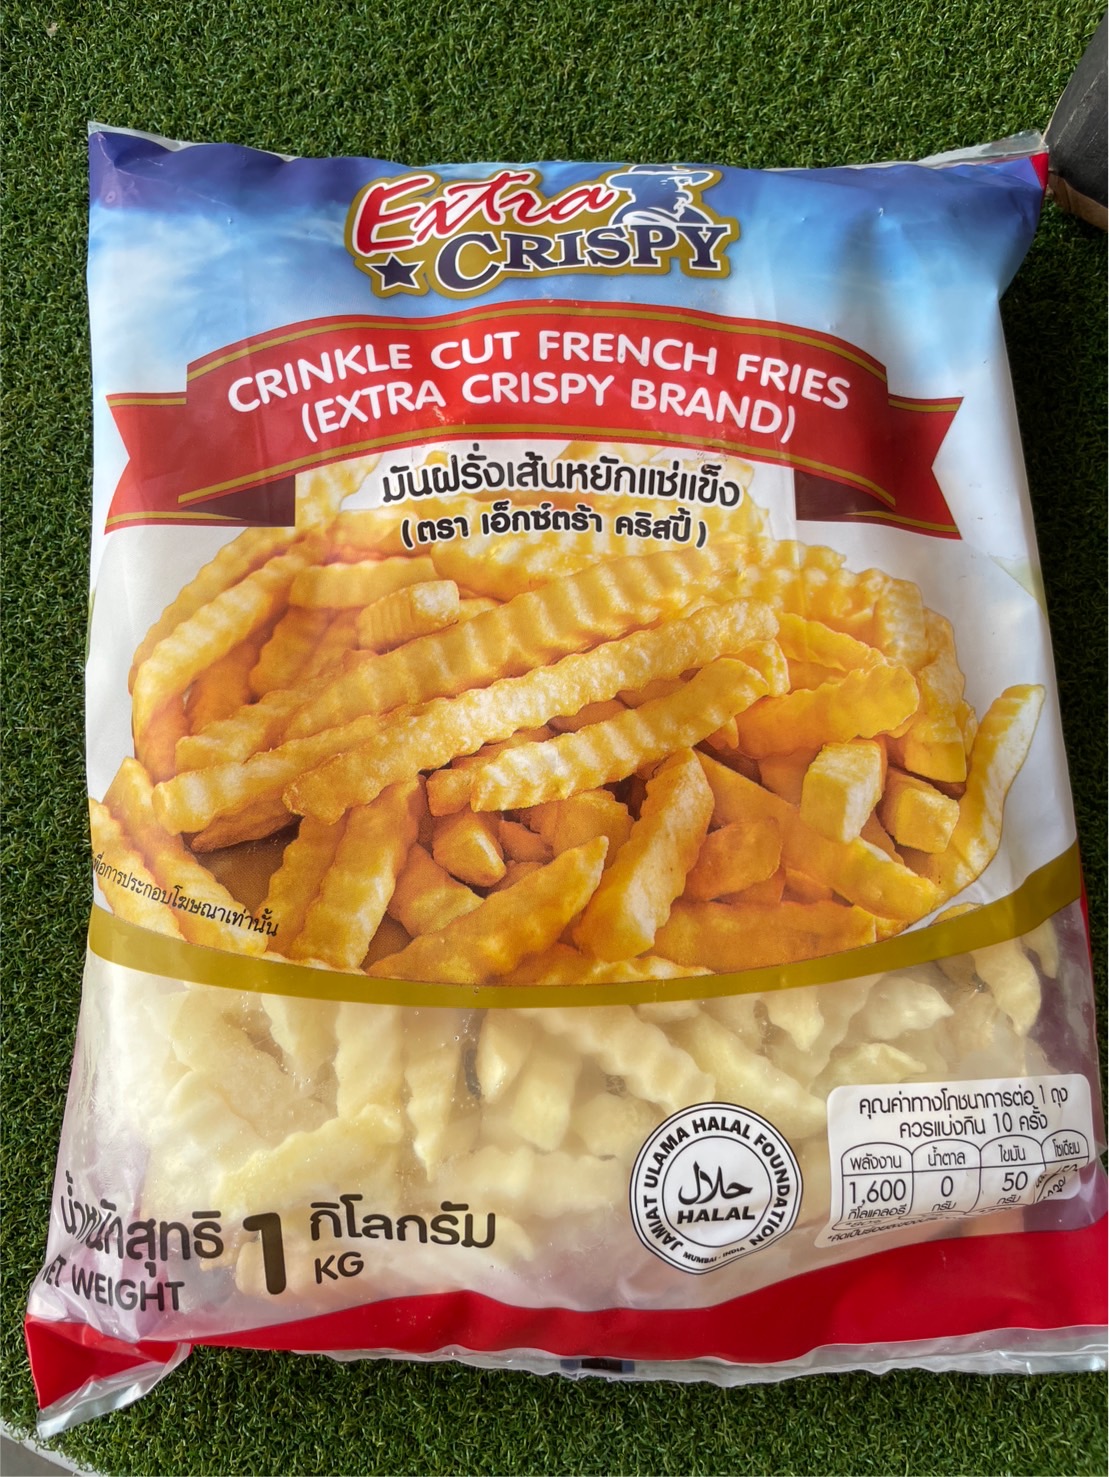 Extra
CRISPY
CRINKLE CUT FRENCH FRIES
(EXTRA CRISPY BRAND)
มันฝรั่งเส้นหยักแช่แข็ง
(ตรา เอ็กซ์ตร้า คริสปี้)
เพื่อการประกอบโฆษณาเท่านั้น
JAMIAT ULAMA HALAL FOUNDATION
حلال
HALAL
MUMBAI - INDIA
คุณค่าทางโภชนาการต่อ 1 ถุง
ควรแบ่งกิน 10 ครั้ง
พลังงาน น้ำตาล ไขมัน โซเดียม
1,600 0 50
กิโลแคลอรี กรัม กรัม
น้ำหนักสุทธิ 1 กิโลกรัม
WEIGHT KG